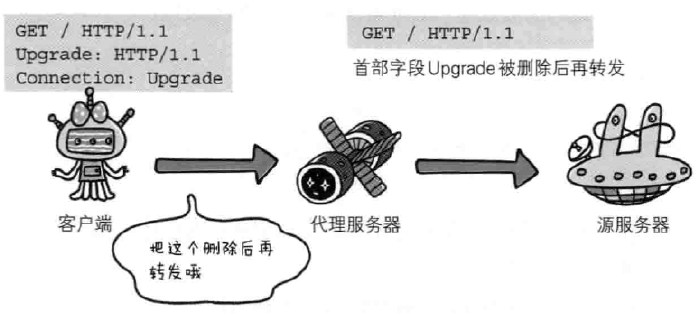 GET / HTTP/1.1
Upgrade: HTTP/1.1
Connection: Upgrade
GET / HTTP/1.1
首部字段Upgrade被删除后再转发
客户端
代理服务器
源服务器
把这个删除后再
转发哦